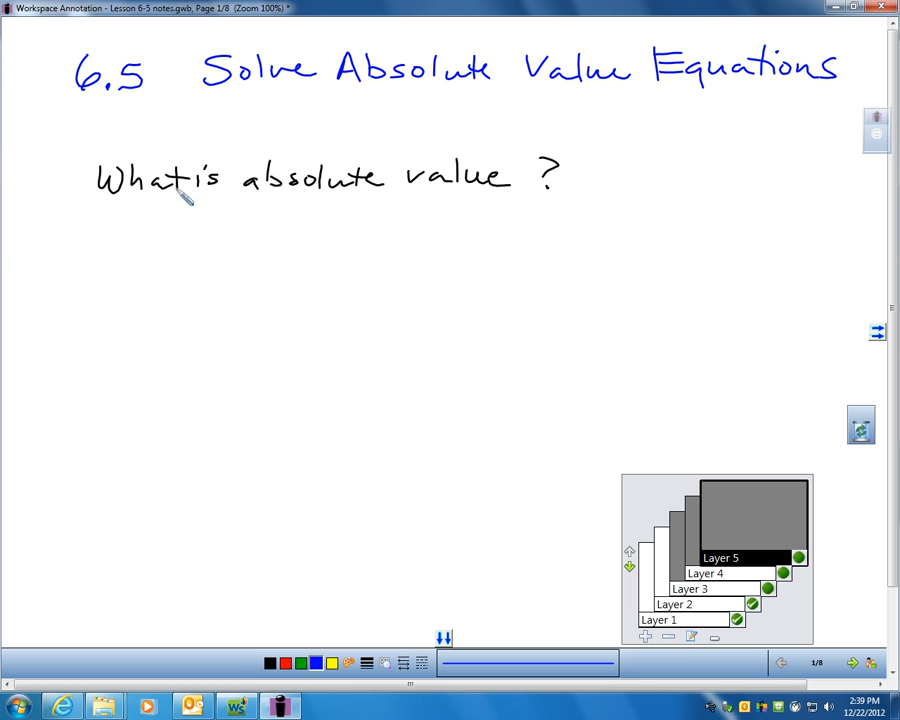 Workspace Annotation - Lesson 6-5 notes.gwb, Page 1/8 (Zoom 100%) *
6.5 Solve Absolute Value Equations
What is absolute value ?
Layer 5
Layer 4
Layer 3
Layer 2
Layer 1
1/8
2:39 PM
12/22/2012